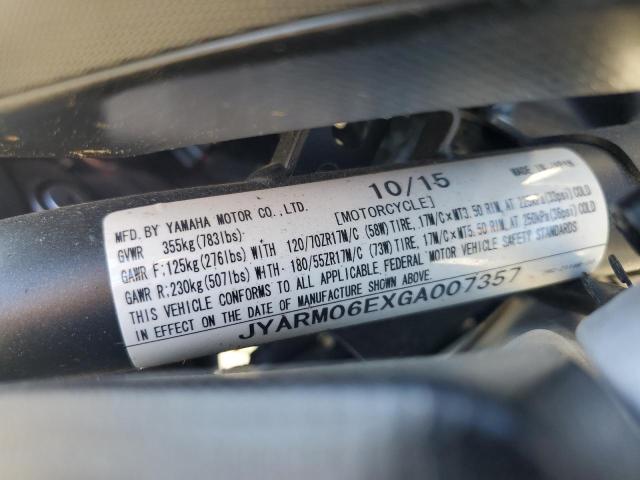 10/15
MADE IN JAPAN
MFD. BY YAMAHA MOTOR CO., LTD.
[MOTORCYCLE]
GVWR 355kg(783lbs)
GAWR F:125kg(276lbs) WITH 120/70ZR17M/C (58W)TIRE, 17M/C×MT3.50 RIM, AT COLD
GAWR R:230kg(507lbs) WITH 180/55ZR17M/C (73W)TIRE, 17M/C×MT5.50 RIM, AT 250kPa(36psi)COLD
THIS VEHICLE CONFORMS TO ALL APPLICABLE FEDERAL MOTOR VEHICLE SAFETY STANDARDS
IN EFFECT ON THE DATE OF MANUFACTURE SHOWN ABOVE.
JYARM06EXGA007357